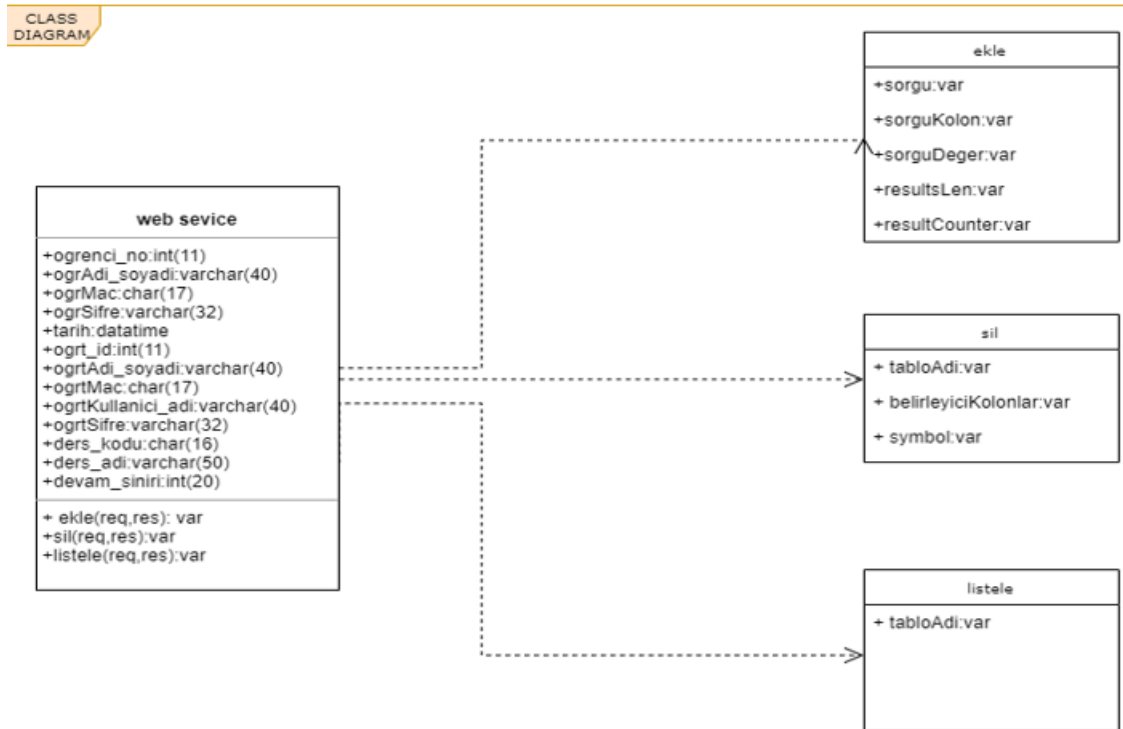 CLASS
DIAGRAM
web sevice
+ogrenci_no:int(11)
+ogrAdi_soyadi:varchar(40)
+ogrMac:char(17)
+ogrSifre:varchar(32)
+tarih:datatime
+ogrt_id:int(11)
+ogrtAdi_soyadi:varchar(40)
+ogrtMac:char(17)
+ogrtKullanici_adi:varchar(40)
+ogrtSifre:varchar(32)
+ders_kodu:char(16)
+ders_adi:varchar(50)
+devam_siniri:int(20)
+ ekle(req,res): var
+sil(req,res):var
+listele(req,res):var
ekle
+sorgu:var
+sorguKolon:var
+sorguDeger:var
+resultsLen:var
+resultCounter:var
sil
+ tabloAdi:var
+ belirleyiciKolonlar:var
+ symbol:var
listele
+ tabloAdi:var